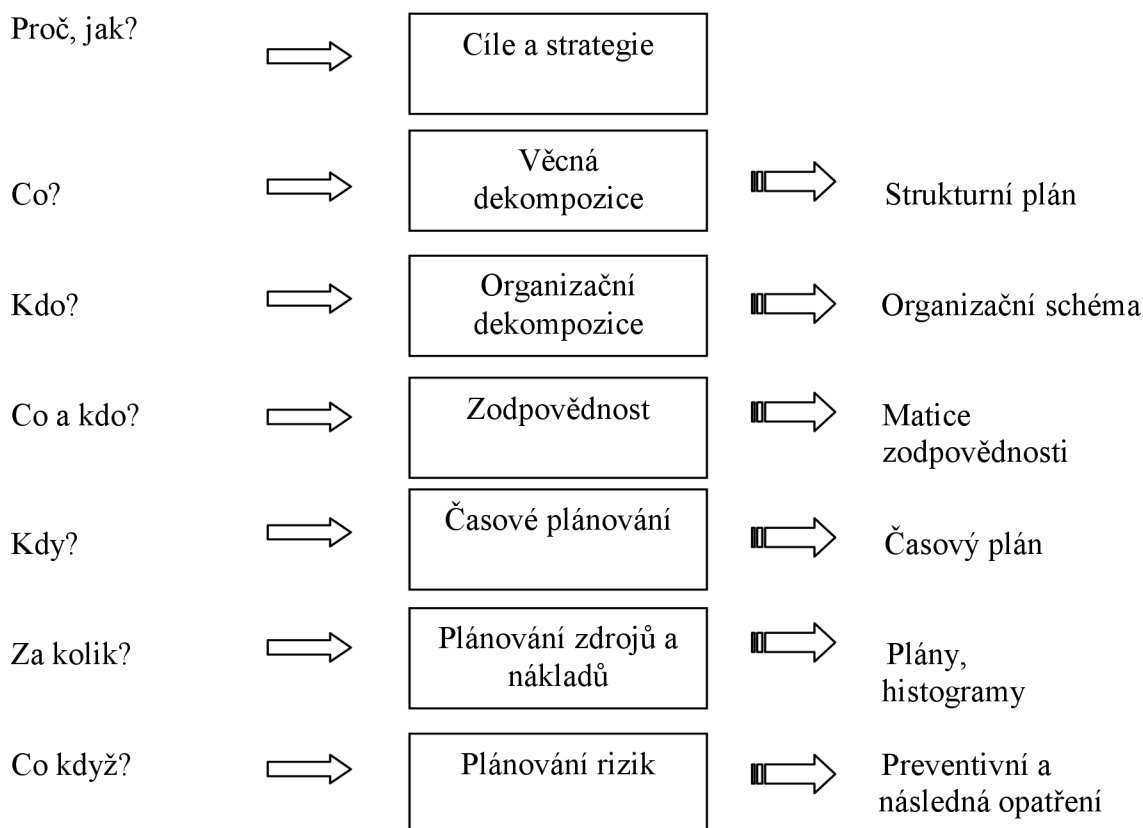 Proč, jak?
Cíle a strategie
Co?
Věcná
dekompozice
Strukturní plán
Kdo?
Organizační
dekompozice
Organizační schéma
Co a kdo?
Zodpovědnost
Matice
zodpovědnosti
Kdy?
Časové plánování
Časový plán
Za kolik?
Plánování zdrojů a
nákladů
Plány,
histogramy
Co když?
Plánování rizik
Preventivní a
následná opatření